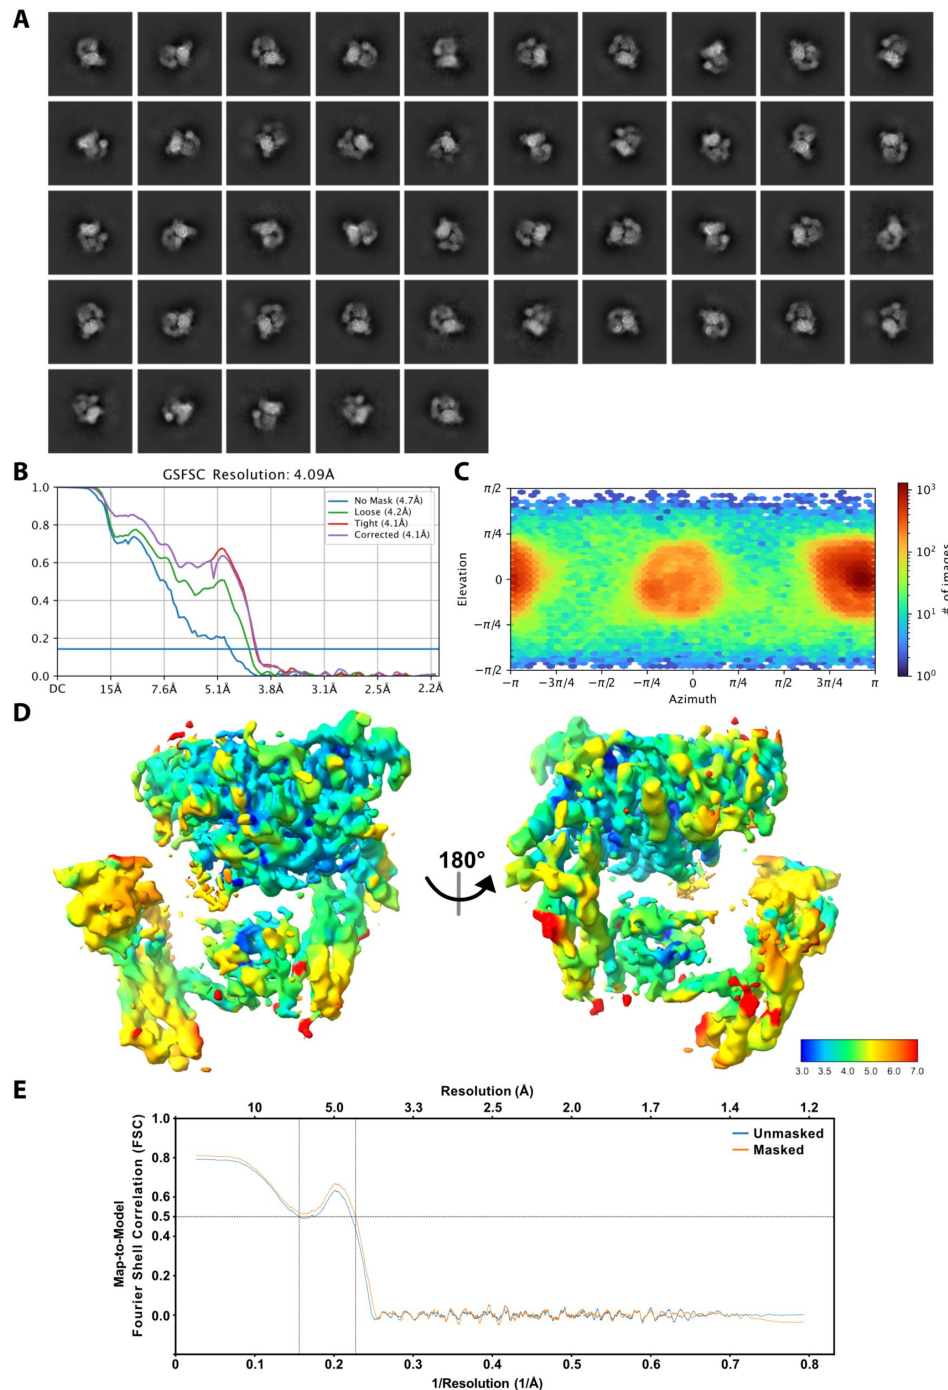 A
B
GSFSC Resolution: 4.09Å
1.0
0.8
0.6
0.4
0.2
0.0
No Mask (4.7Å)
Loose (4.2Å)
Tight (4.1Å)
Corrected (4.1Å)
DC 15Å 7.6Å 5.1Å 3.8Å 3.1Å 2.5Å 2.2Å
C
Elevation
π/2
π/4
0
−π/4
−π/2
−π −3π/4 −π/2 −π/4 0 π/4 π/2 3π/4 π
Azimuth
10³
10²
10¹
10⁰
# of images
D
180°
3.0 3.5 4.0 5.0 6.0 7.0
E
Resolution (Å)
10 5.0 3.3 2.5 2.0 1.7 1.4 1.2
Map-to-Model
Fourier Shell Correlation (FSC)
1.0
0.8
0.6
0.5
0.4
0.2
0.0
Unmasked
Masked
0 0.1 0.2 0.3 0.4 0.5 0.6 0.7 0.8
1/Resolution (1/Å)